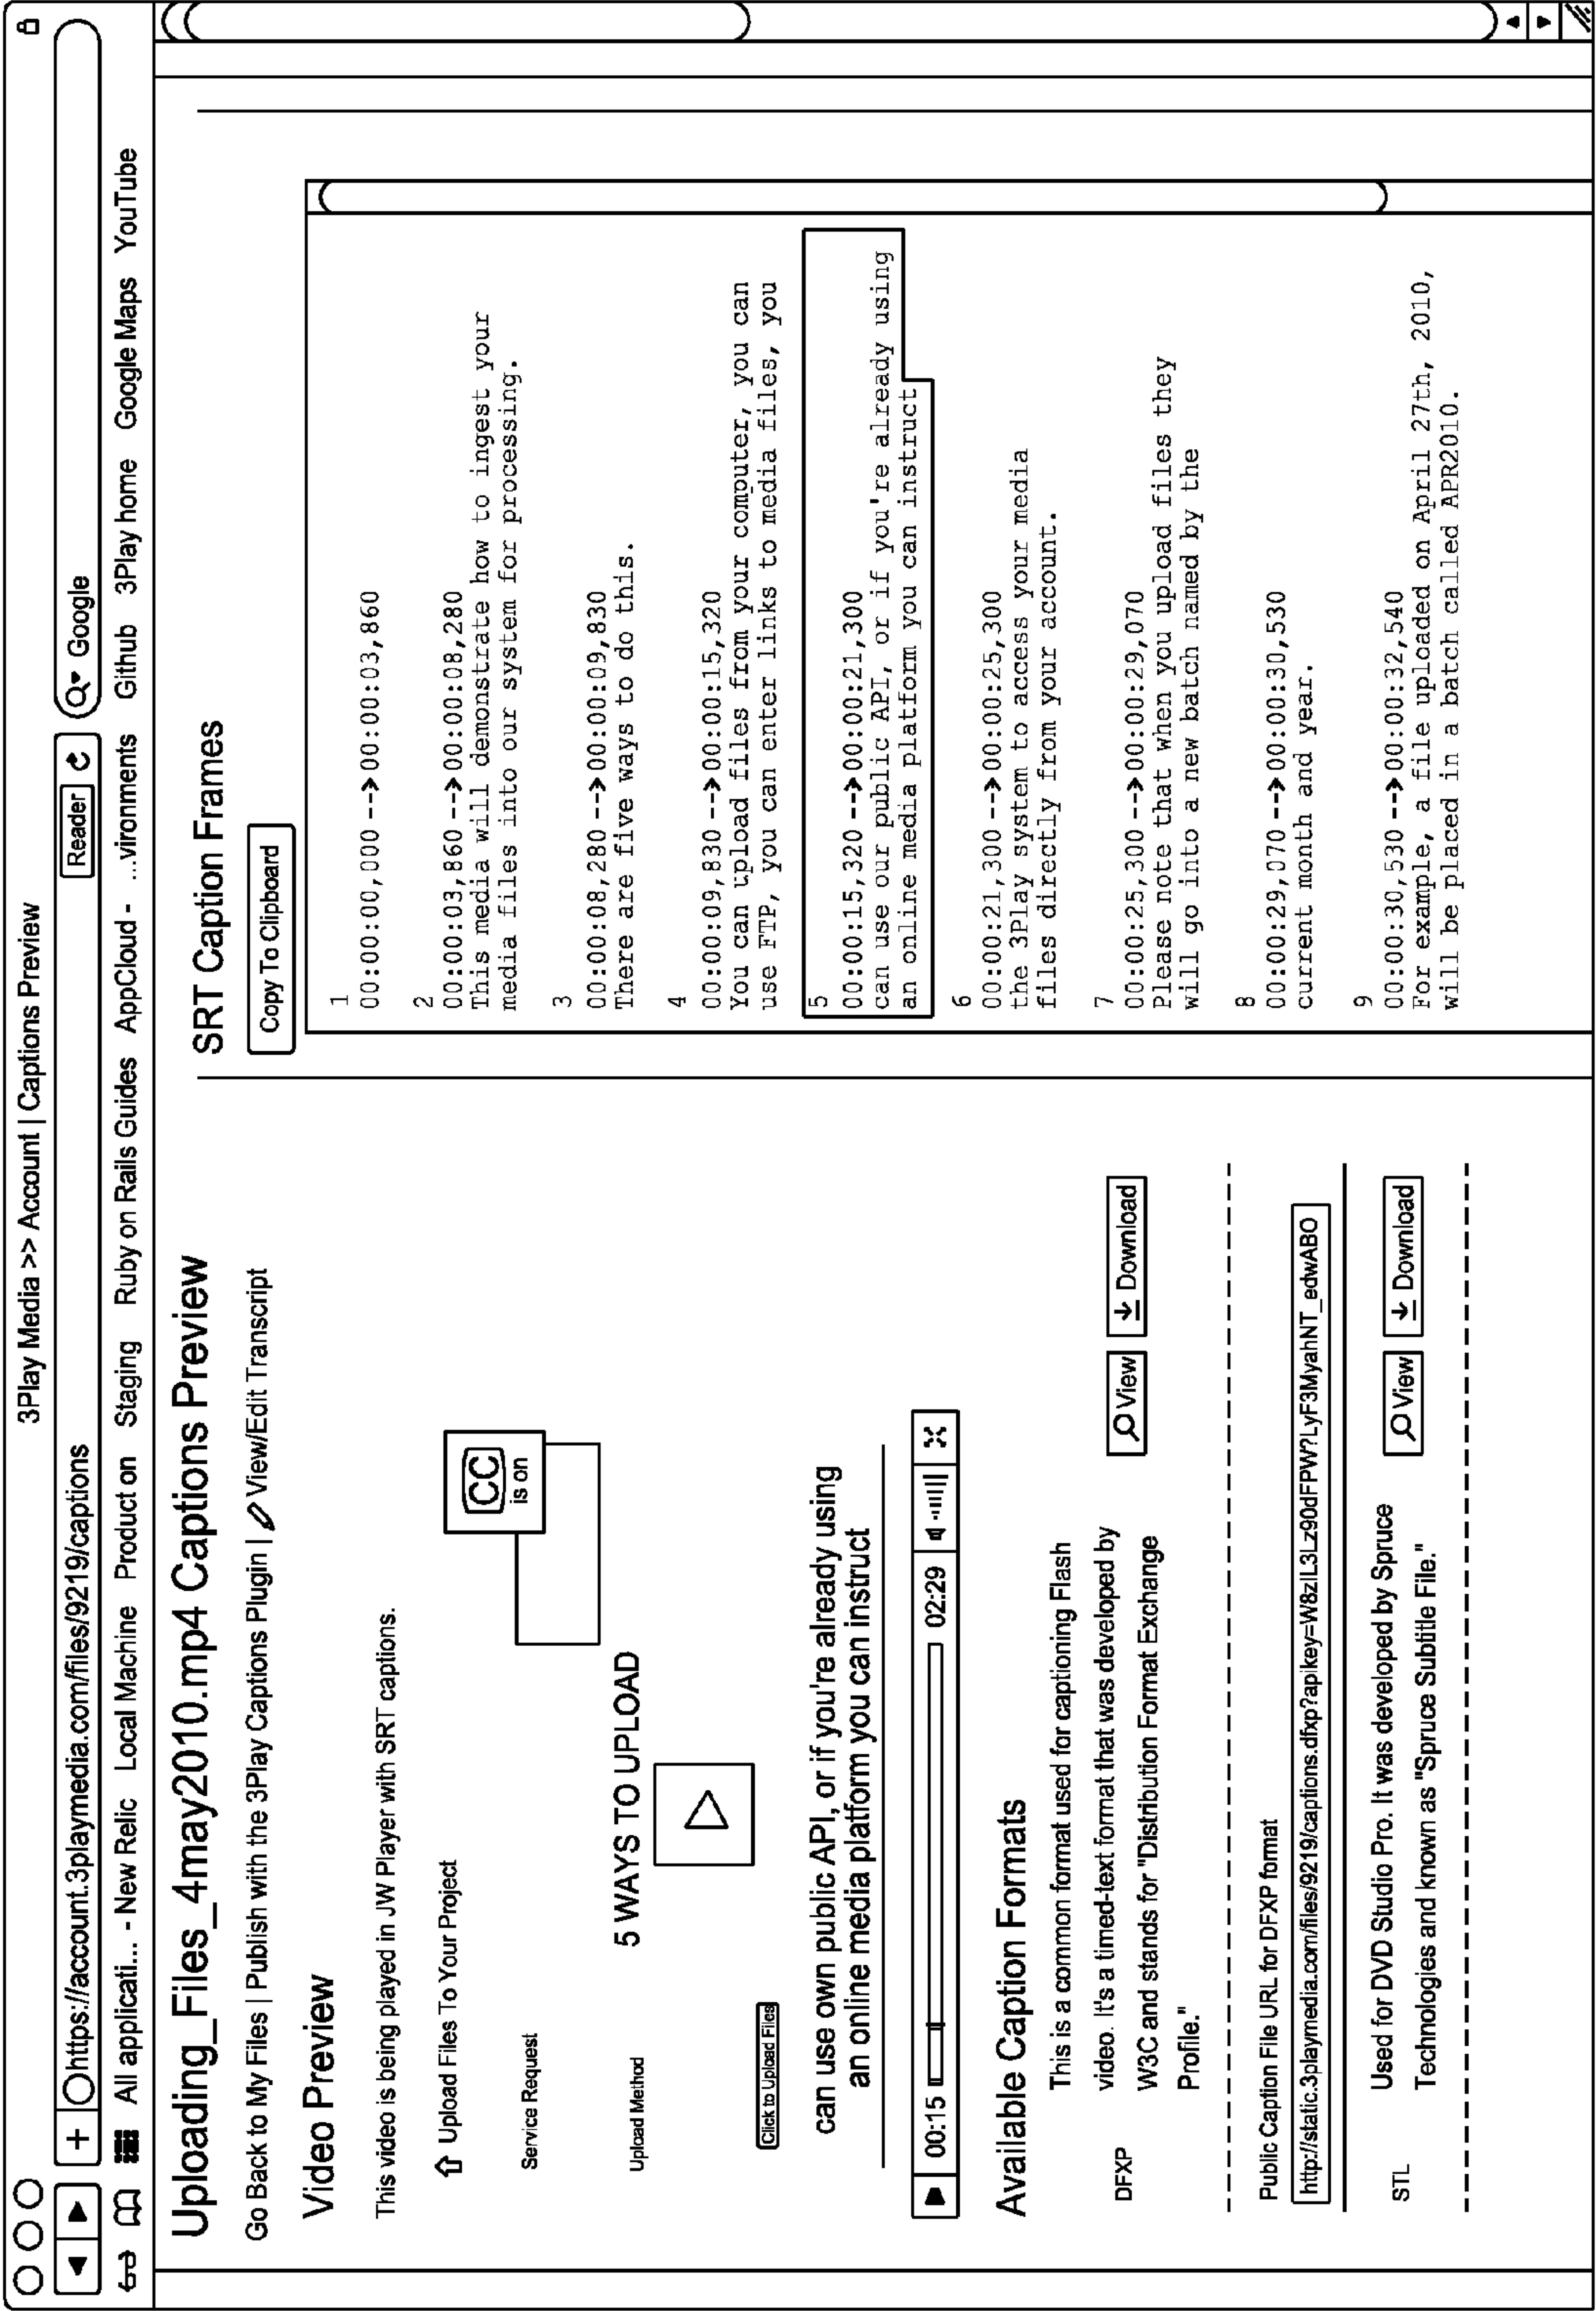 3Play Media >> Account | Captions Preview
https://account.3playmedia.com/files/9219/captions
Reader
Google
All applicati... - New Relic Local Machine Product on Staging Ruby on Rails Guides AppCloud - ...vironments Github 3Play home Google Maps YouTube
Uploading_Files_4may2010.mp4 Captions Preview
Go Back to My Files | Publish with the 3Play Captions Plugin | View/Edit Transcript
Video Preview
This video is being played in JW Player with SRT captions.
Upload Files To Your Project
CC
is on
Service Request
5 WAYS TO UPLOAD
Upload Method
Click to Upload Files
can use own public API, or if you're already using
an online media platform you can instruct
00:15 02:29
Available Caption Formats
DFXP
This is a common format used for captioning Flash
video. It's a timed-text format that was developed by
W3C and stands for "Distribution Format Exchange
Profile."
View Download
Public Caption File URL for DFXP format
http://static.3playmedia.com/files/9219/captions.dfxp?apikey=W8zlL3Lz90dFPW?LyF3MyahNT_edwABO
STL
Used for DVD Studio Pro. It was developed by Spruce
Technologies and known as "Spruce Subtitle File."
View Download
SRT Caption Frames
Copy To Clipboard
1
00:00:00,000 --> 00:00:03,860
2
00:00:03,860 --> 00:00:08,280
This media will demonstrate how to ingest your
media files into our system for processing.
3
00:00:08,280 --> 00:00:09,830
There are five ways to do this.
4
00:00:09,830 --> 00:00:15,320
You can upload files from your computer, you can
use FTP, you can enter links to media files, you
5
00:00:15,320 --> 00:00:21,300
can use our public API, or if you're already using
an online media platform you can instruct
6
00:00:21,300 --> 00:00:25,300
the 3Play system to access your media
files directly from your account.
7
00:00:25,300 --> 00:00:29,070
Please note that when you upload files they
will go into a new batch named by the
8
00:00:29,070 --> 00:00:30,530
current month and year.
9
00:00:30,530 --> 00:00:32,540
For example, a file uploaded on April 27th, 2010,
will be placed in a batch called APR2010.